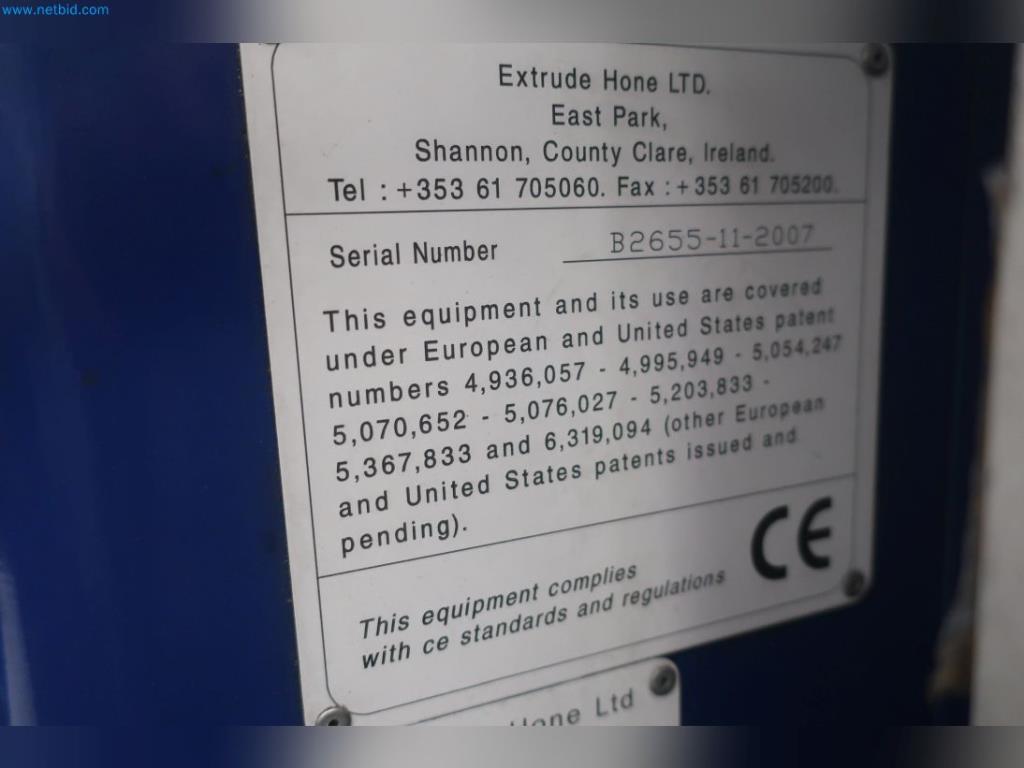 www.netbid.com
Extrude Hone LTD.
East Park,
Shannon, County Clare, Ireland.
Tel : +353 61 705060. Fax : +353 61 705200.
Serial Number B2655-11-2007
This equipment and its use are covered
under European and United States patent
numbers 4,936,057 - 4,995,949 - 5,054,247
5,070,652 - 5,076,027 - 5,203,833 -
5,367,833 and 6,319,094 (other European
and United States patents issued and
pending).
CE
This equipment complies
with ce standards and regulations
Hone Ltd